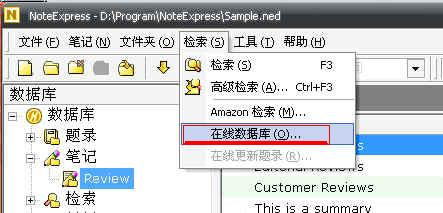 NoteExpress - D:\Program\NoteExpress\Sample.ned
文件(F) 笔记(N) 文件夹(O) 检索(S) 工具(T) 帮助(H)
检索(S) F3
高级检索(A)... Ctrl+F3
Amazon 检索(M)...
在线数据库(O)...
在线更新题录(R)...
数据库
数据库
题录
笔记
Review
检索
Customer Reviews
This is a summary